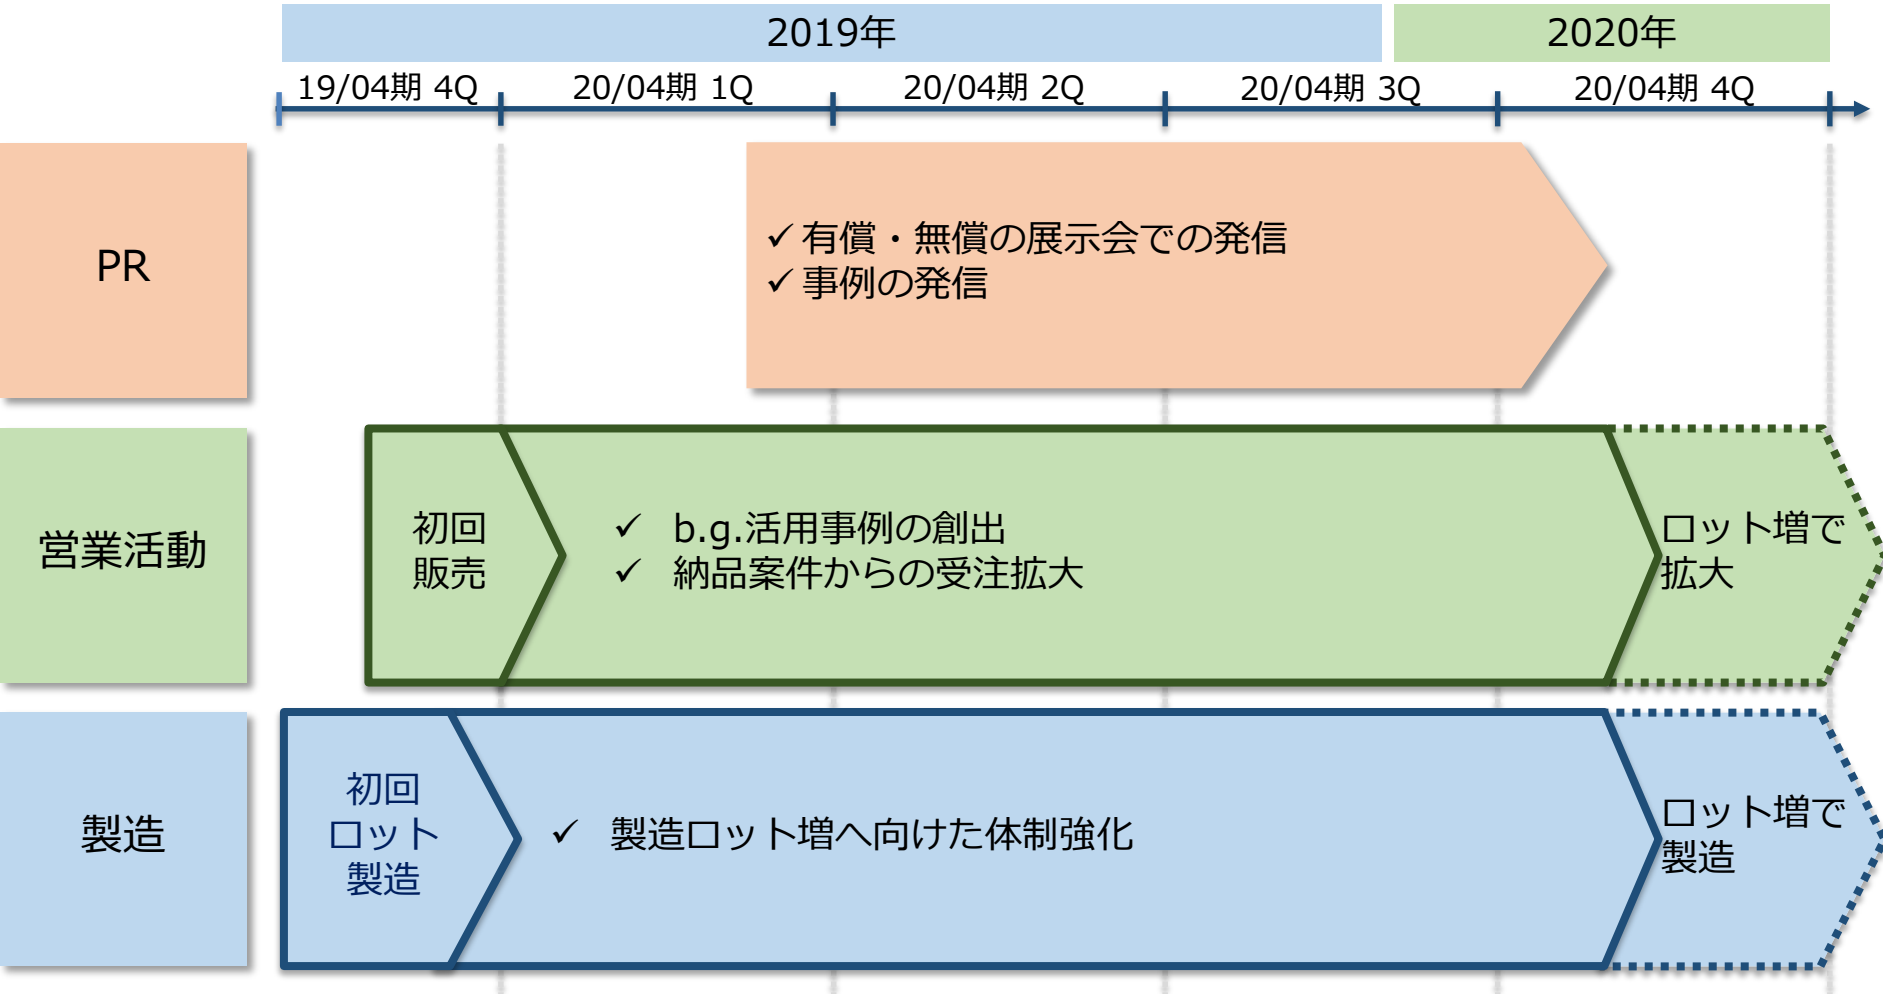 2019年
2020年
19/04期 4Q
20/04期 1Q
20/04期 2Q
20/04期 3Q
20/04期 4Q
PR
✓有償・無償の展示会での発信
✓事例の発信
営業活動
初回
販売
✓ b.g.活用事例の創出
✓ 納品案件からの受注拡大
ロット増で
拡大
製造
初回
ロット
製造
✓ 製造ロット増へ向けた体制強化
ロット増で
製造